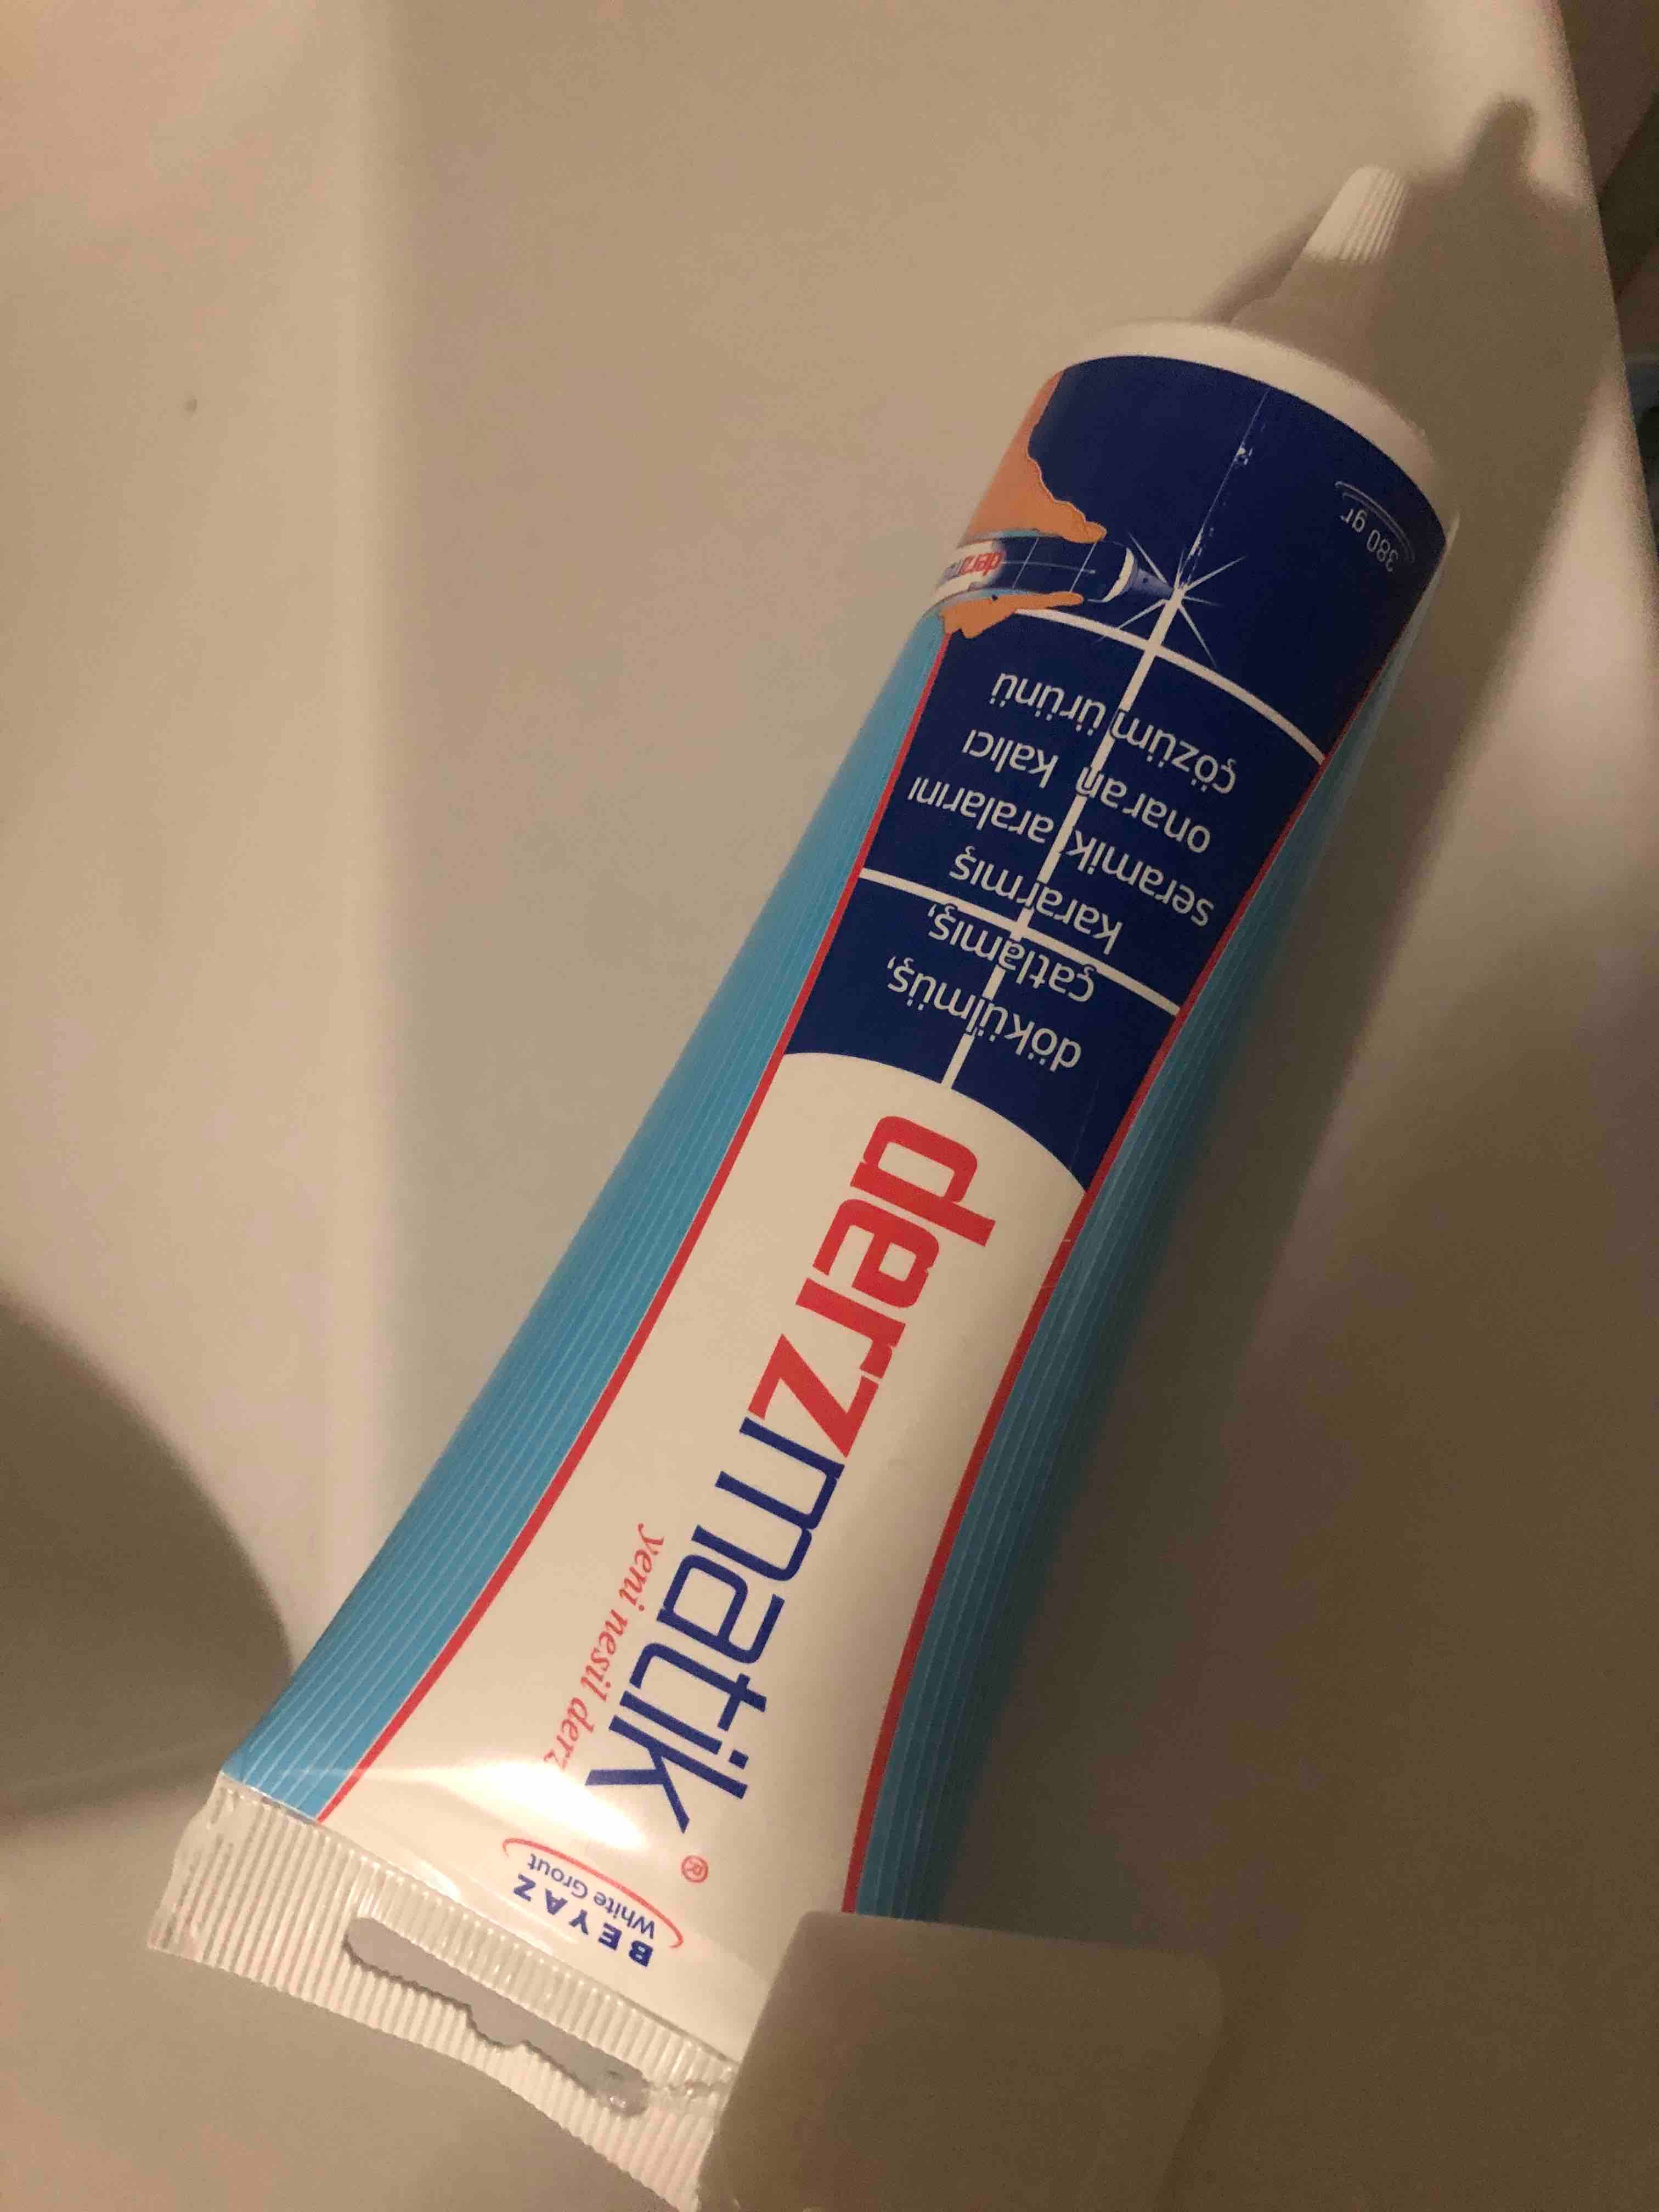 BEYAZ
White Grout
derzmatik®
yeni nesil derz
dökülmüş,
çatlamış,
kararmış
seramik aralarını
onaran kalıcı
çözüm ürünü
380 gr